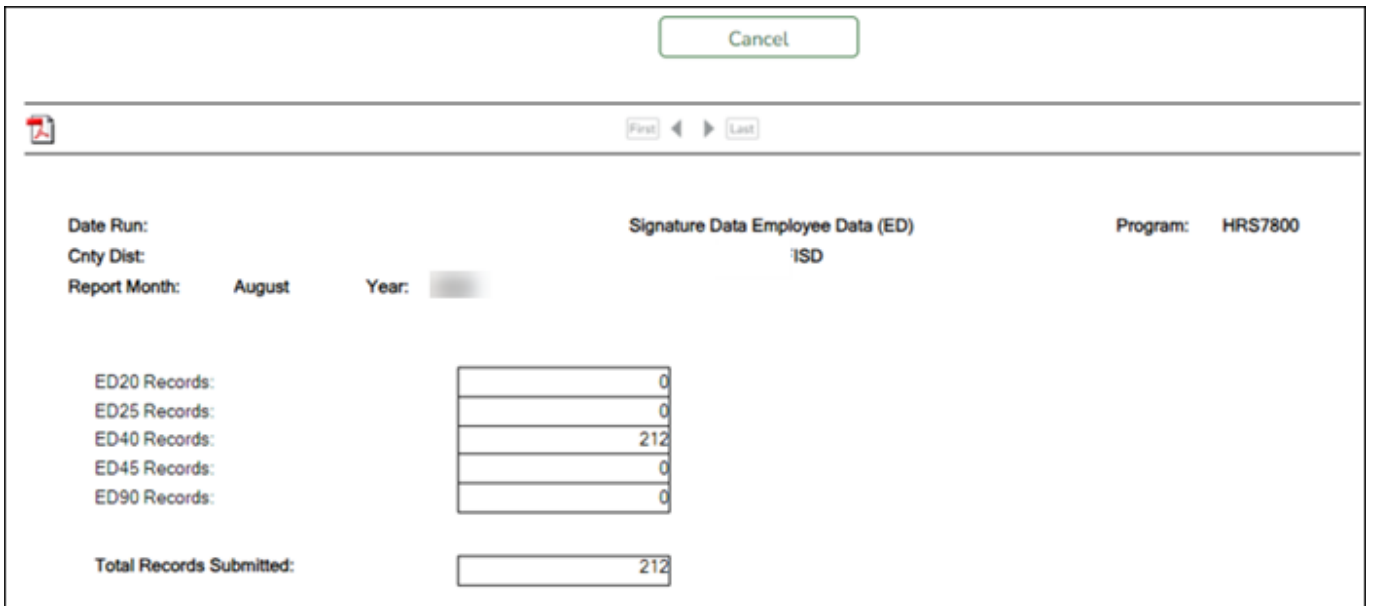 Cancel
First Last
Date Run: Signature Data Employee Data (ED) Program: HRS7800
Cnty Dist: ISD
Report Month: August Year:
ED20 Records: 0
ED25 Records: 0
ED40 Records: 212
ED45 Records: 0
ED90 Records: 0
Total Records Submitted: 212